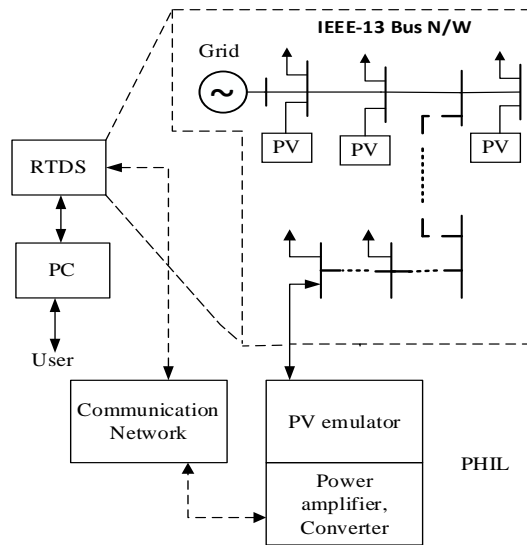 IEEE-13 Bus N/W
Grid
~
PV
PV
PV
RTDS
PC
User
Communication
Network
PV emulator
Power
amplifier,
Converter
PHIL